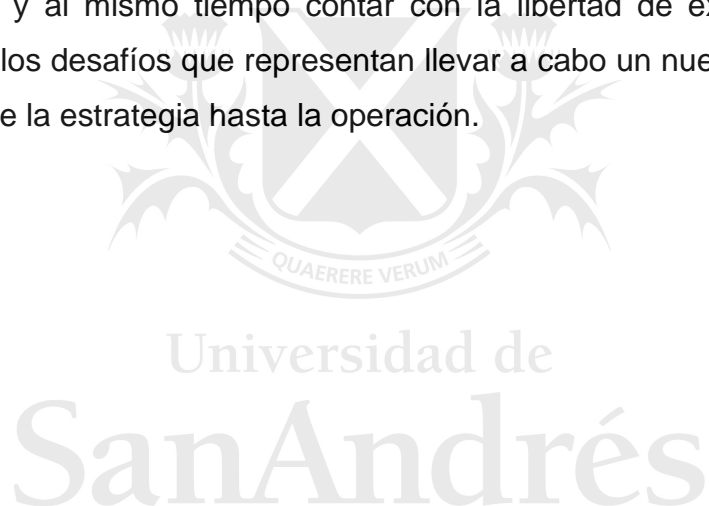 y al mismo tiempo contar con la libertad de
los desafíos que representan llevar a cabo un
e la estrategia hasta la operación.
QUAERERE VERUM
Universidad de
SanAndrés